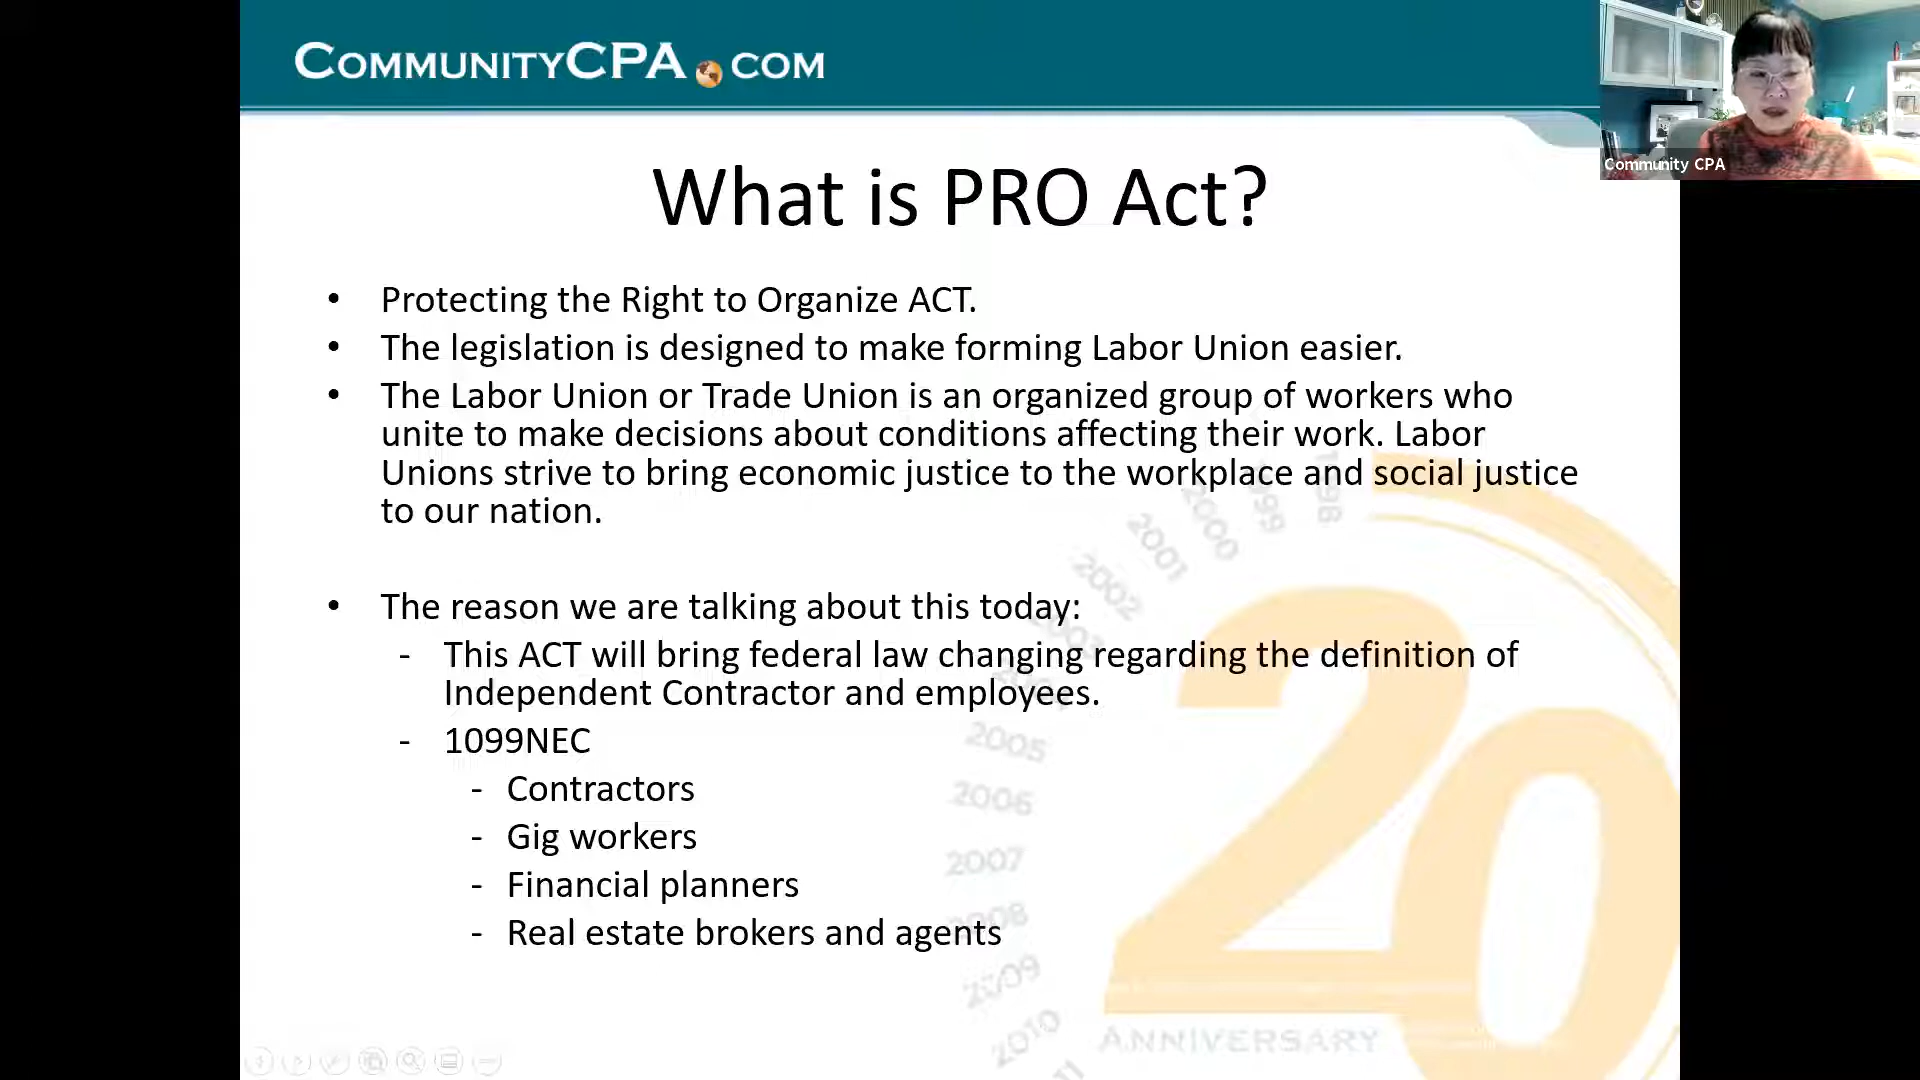 COMMUNITYCPA.COM
Community CPA
What is PRO Act?
• Protecting the Right to Organize ACT.
• The legislation is designed to make forming Labor Union easier.
• The Labor Union or Trade Union is an organized group of workers who
unite to make decisions about conditions affecting their work. Labor
Unions strive to bring economic justice to the workplace and social justice
to our nation.
• The reason we are talking about this today:
- This ACT will bring federal law changing regarding the definition of
Independent Contractor and employees.
- 1099NEC
- Contractors
- Gig workers
- Financial planners
- Real estate brokers and agents
1998
1999
2000
2001
2002
2003
2005
2006
2007
2008
2009
2010
20
ANNIVERSARY